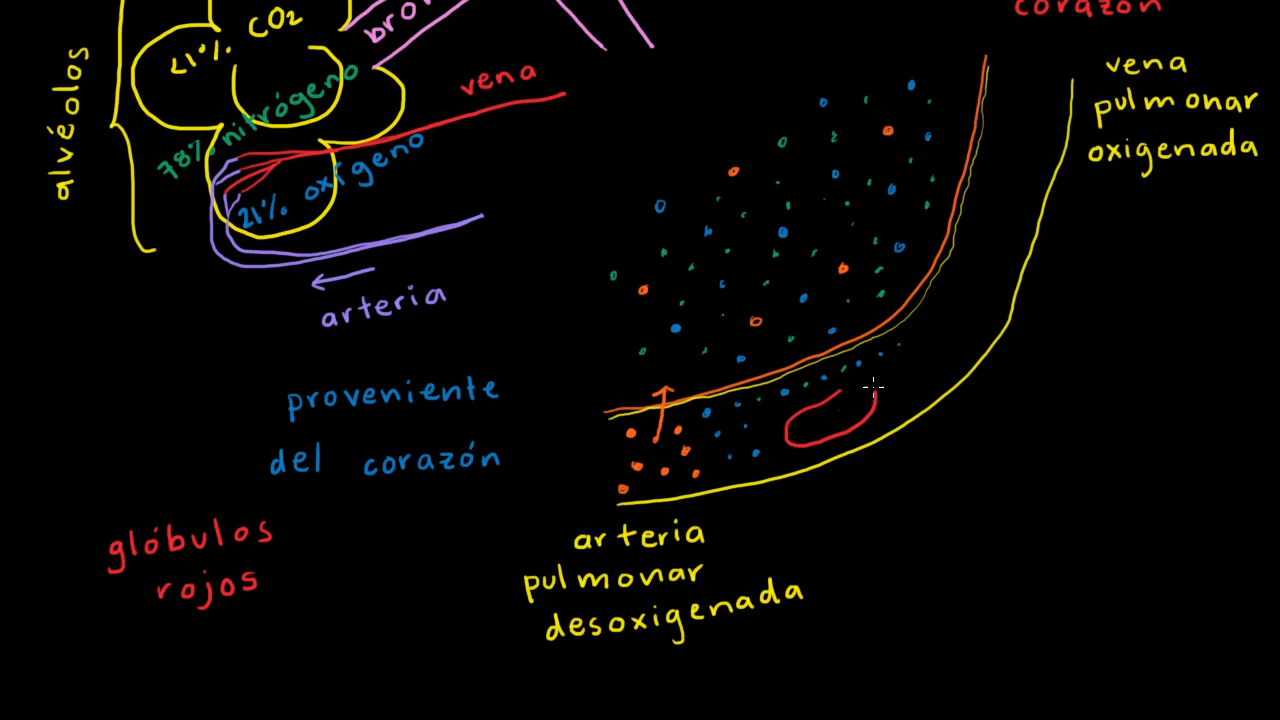 CO2
<1%
78% nitrógeno
21% oxígeno
alvéolos
vena
arteria
proveniente
del corazón
glóbulos
rojos
corazón
vena
pulmonar
oxigenada
arteria
pulmonar
desoxigenada